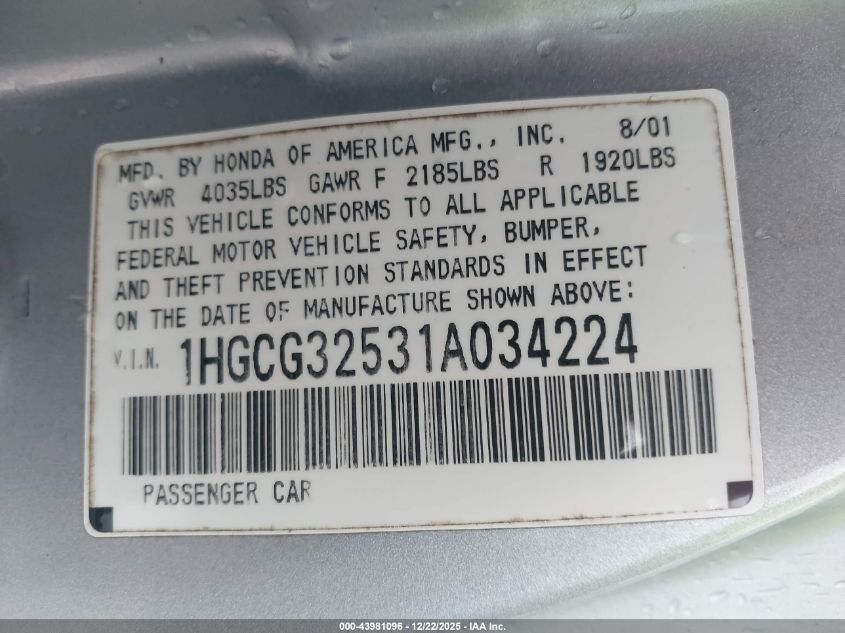 MFD. BY HONDA OF AMERICA MFG., INC. 8/01
GVWR 4035LBS GAWR F 2185LBS R 1920LBS
THIS VEHICLE CONFORMS TO ALL APPLICABLE
FEDERAL MOTOR VEHICLE SAFETY, BUMPER,
AND THEFT PREVENTION STANDARDS IN EFFECT
ON THE DATE OF MANUFACTURE SHOWN ABOVE:
V.I.N. 1HGCG32531A034224
PASSENGER CAR
000-43981096 - 12/22/2025 - IAA Inc.